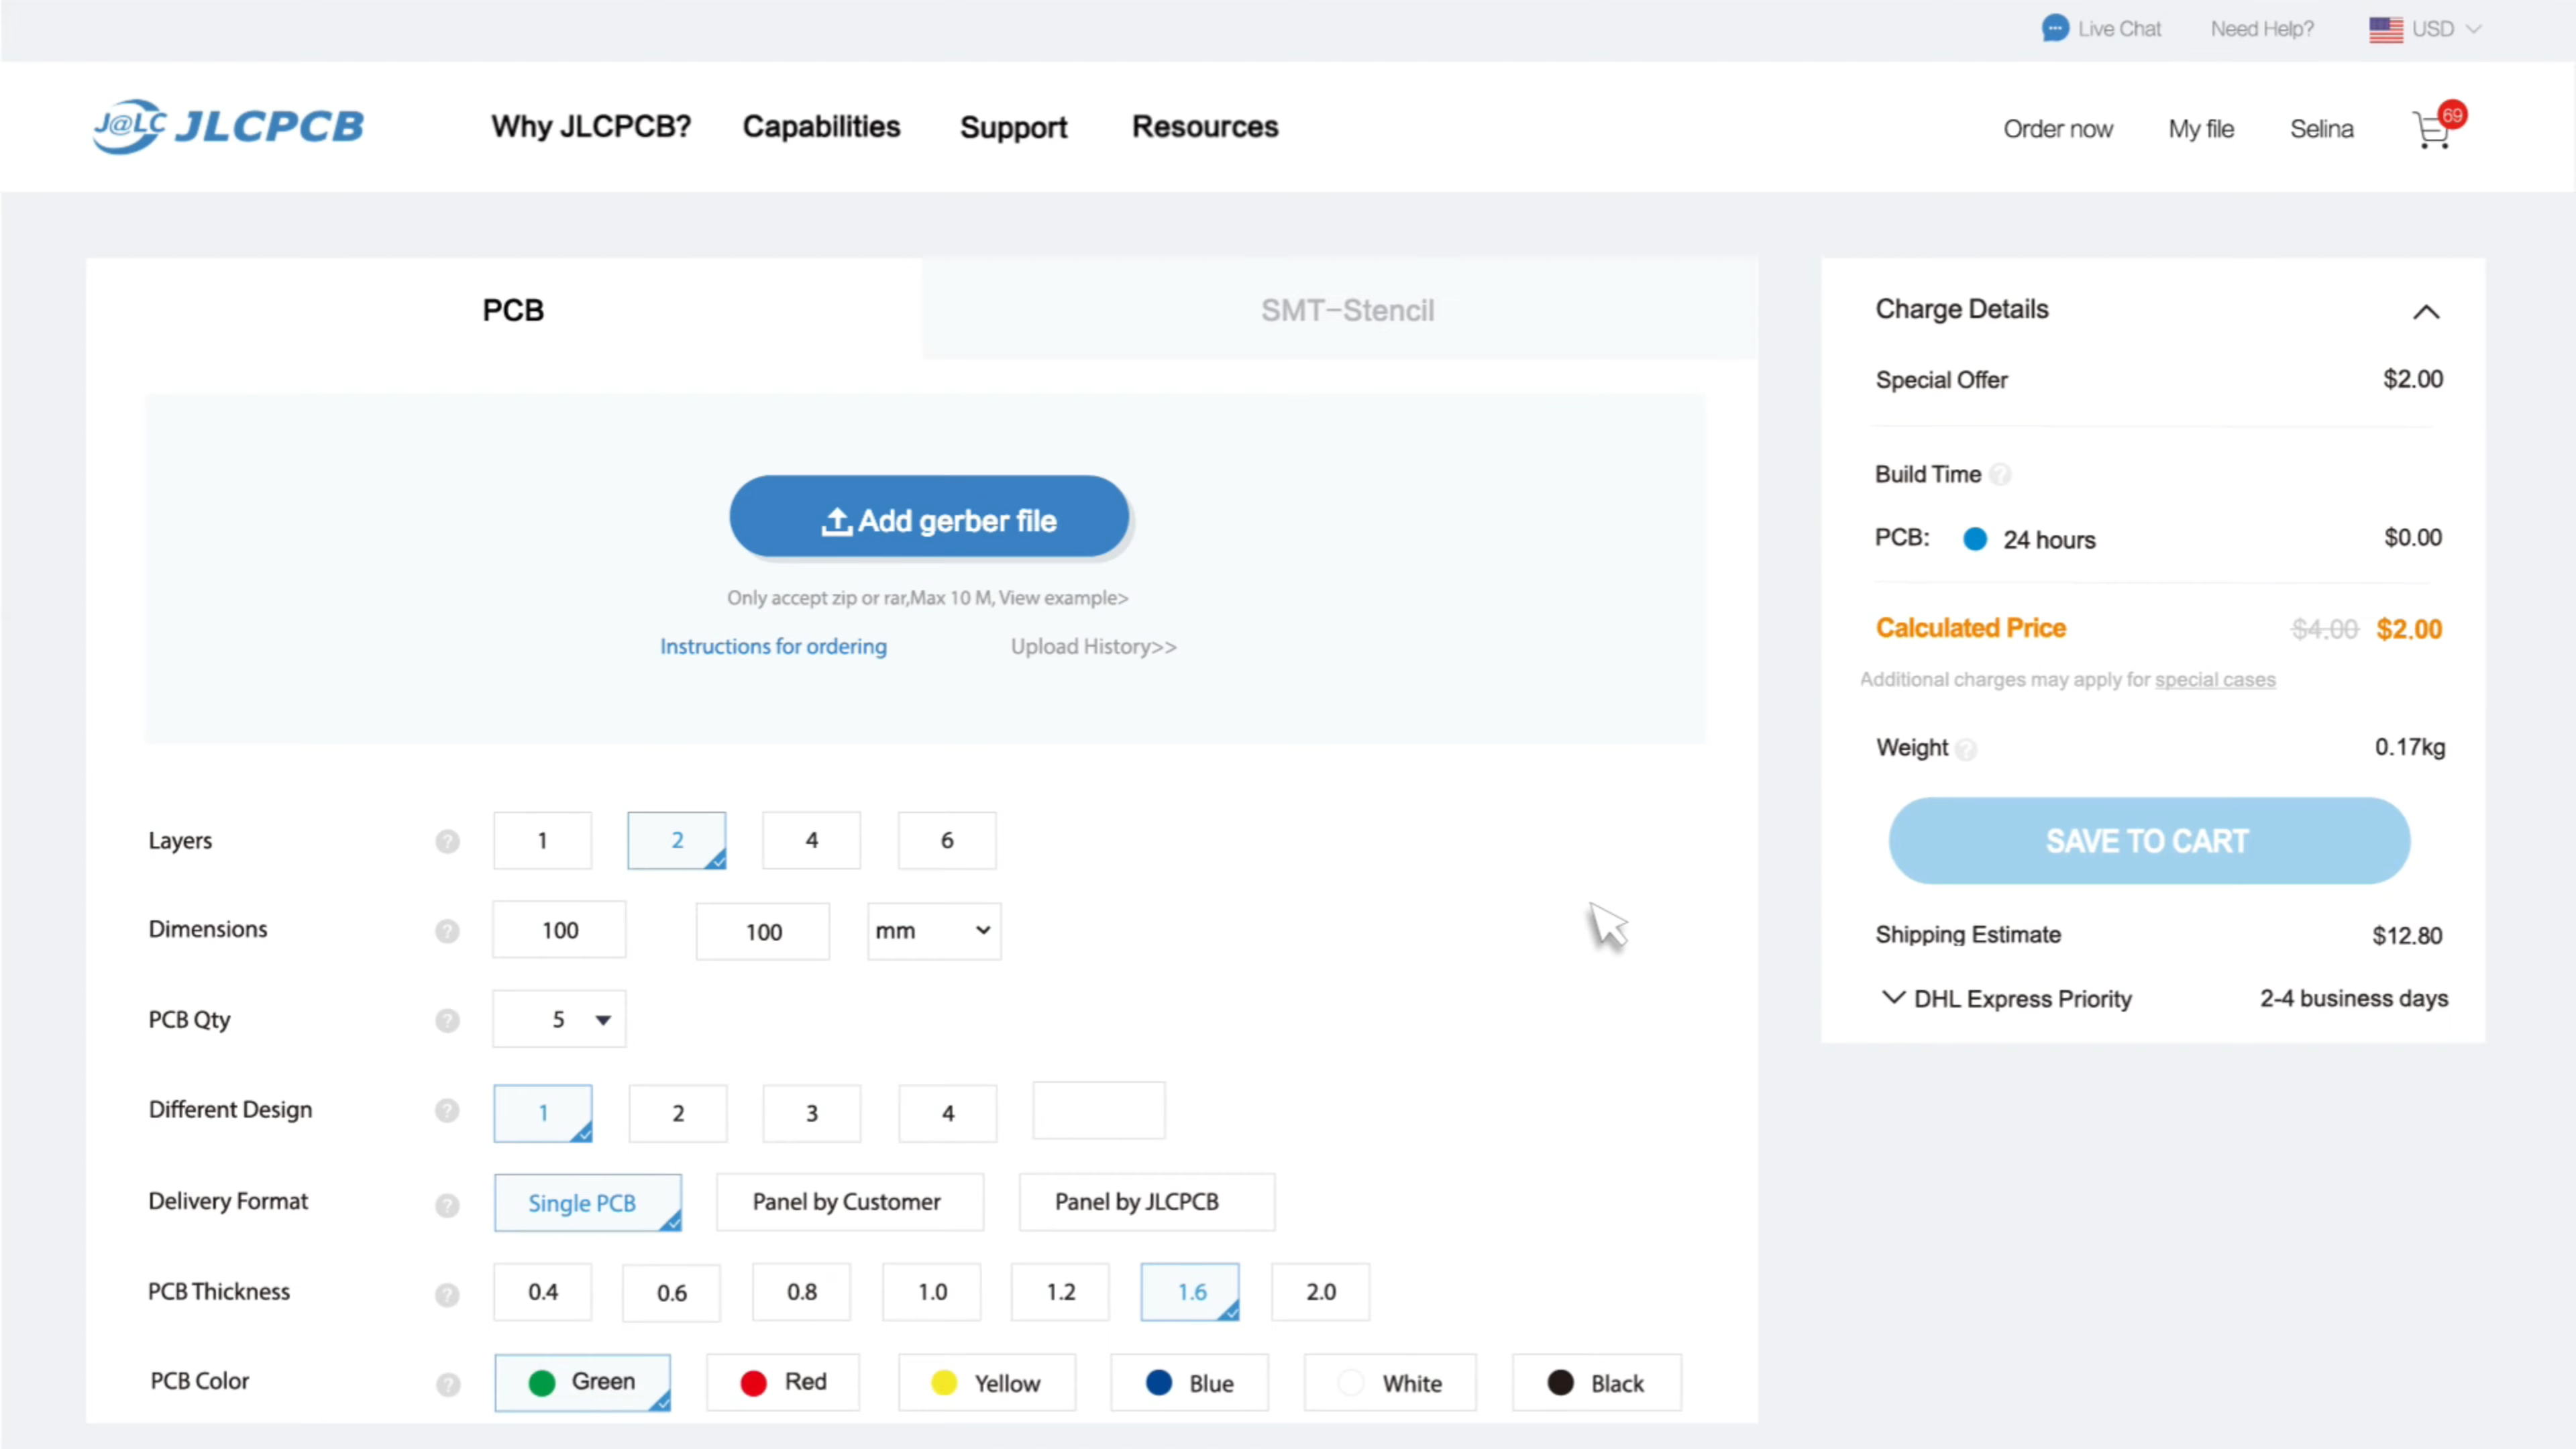 Live Chat Need Help? USD
J@LC JLCPCB Why JLCPCB? Capabilities Support Resources Order now My file Selina 69
PCB SMT-Stencil
Add gerber file
Only accept zip or rar,Max 10 M, View example>
Instructions for ordering Upload History>>
Layers ? 1 2 4 6
Dimensions ? 100 100 mm
PCB Qty ? 5
Different Design ? 1 2 3 4
Delivery Format ? Single PCB Panel by Customer Panel by JLCPCB
PCB Thickness ? 0.4 0.6 0.8 1.0 1.2 1.6 2.0
PCB Color ? Green Red Yellow Blue White Black
Charge Details
Special Offer $2.00
Build Time ?
PCB: 24 hours $0.00
Calculated Price $4.00 $2.00
Additional charges may apply for special cases
Weight ? 0.17kg
SAVE TO CART
Shipping Estimate $12.80
DHL Express Priority 2-4 business days